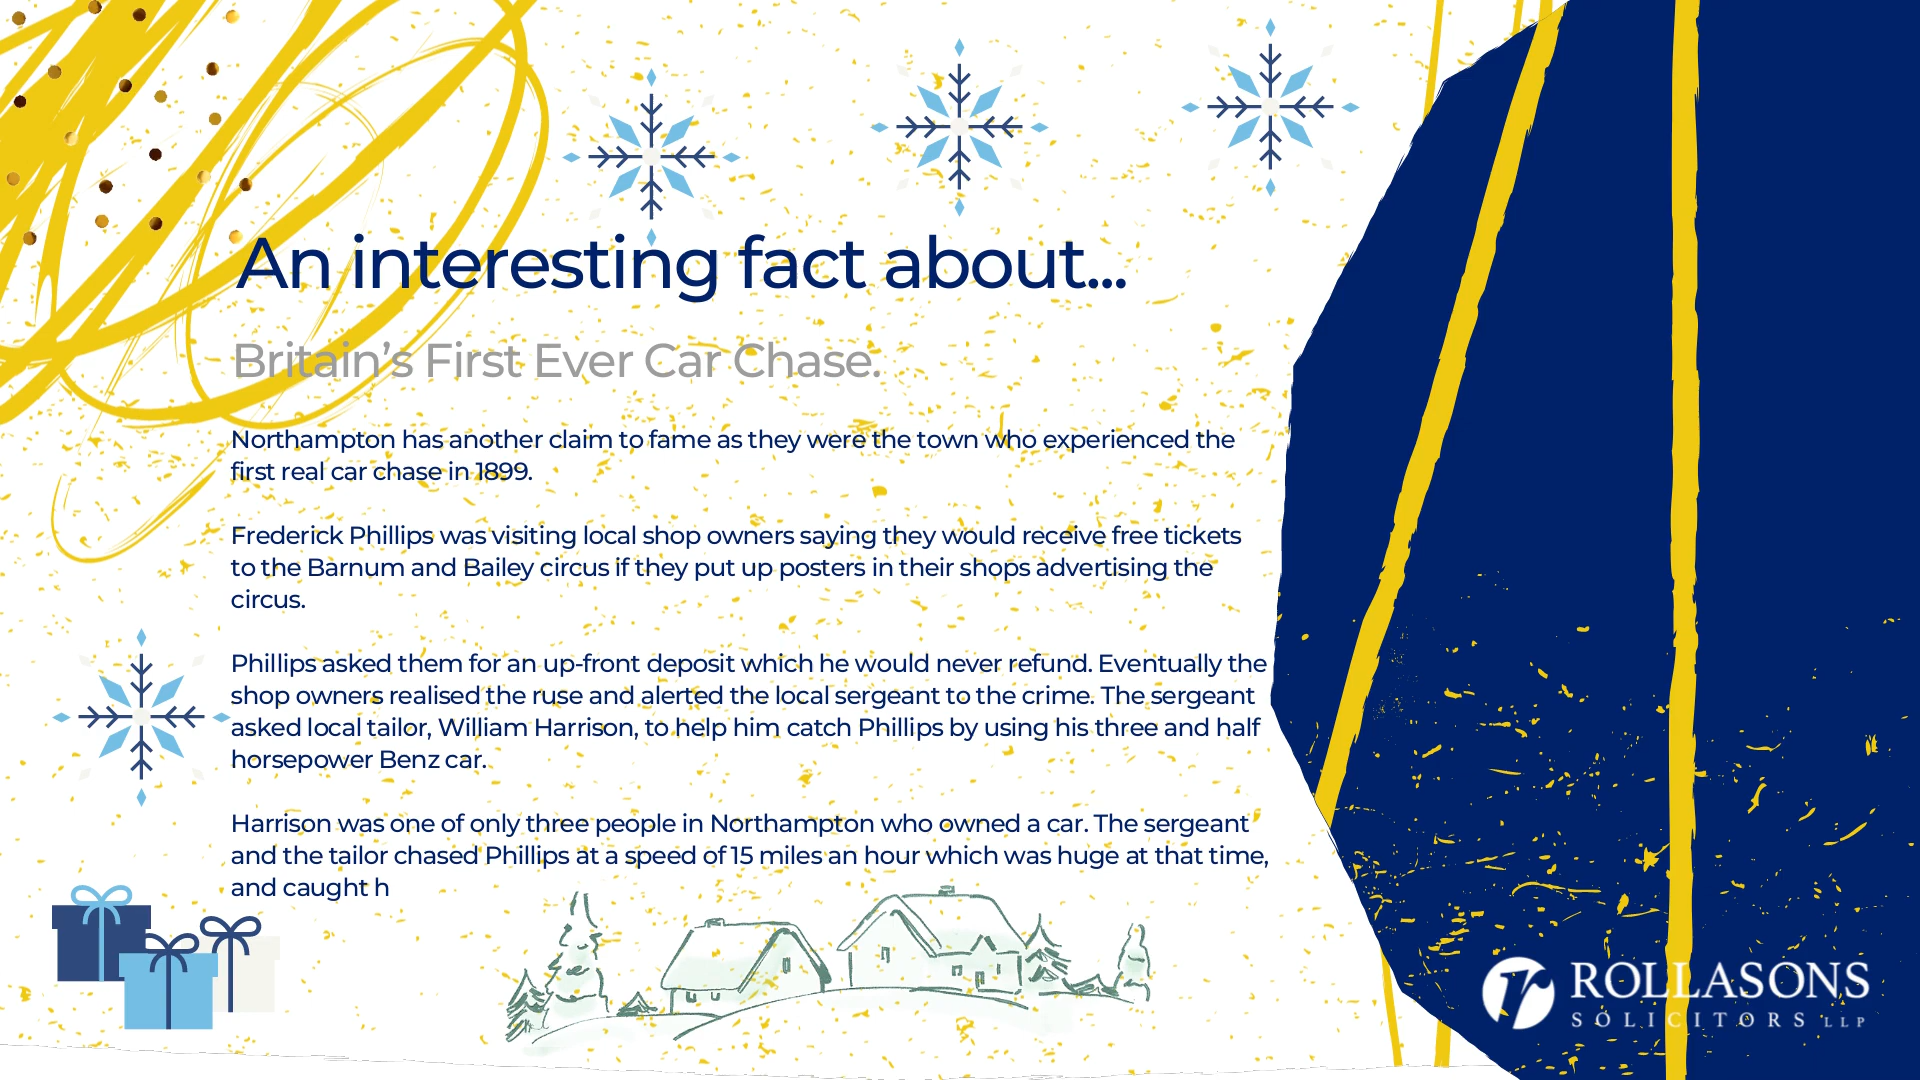 An interesting fact about...
Britain's First Ever Car Chase.
Northampton has another claim to fame as they were the town who experienced the
first real car chase in 1899.
Frederick Phillips was visiting local shop owners saying they would receive free tickets
to the Barnum and Bailey circus if they put up posters in their shops advertising the
circus.
Phillips asked them for an up-front deposit which he would never refund. Eventually the
shop owners realised the ruse and alerted the local sergeant to the crime. The sergeant
asked local tailor, William Harrison, to help him catch Phillips by using his three and half
horsepower Benz car.
Harrison was one of only three people in Northampton who owned a car. The sergeant
and the tailor chased Phillips at a speed of 15 miles an hour which was huge at that time,
and caught h
ROLLASONS
SOLICITORS LLP